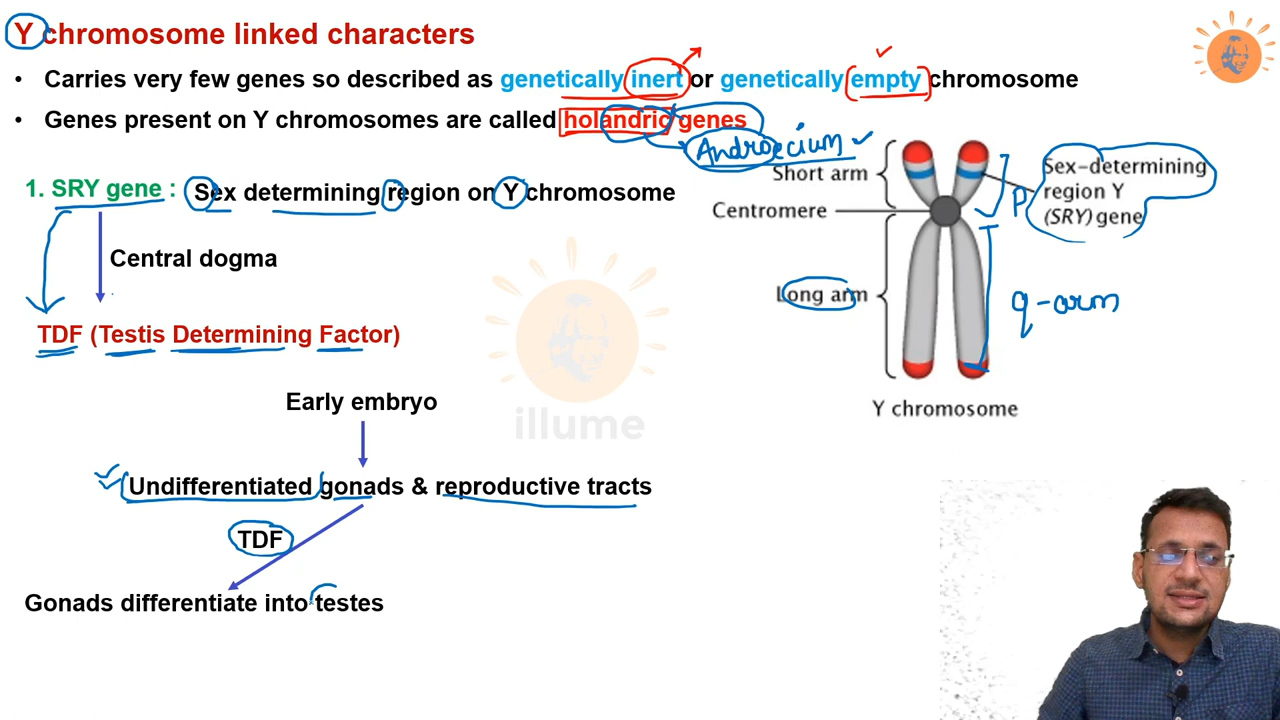 Y chromosome linked characters
• Carries very few genes so described as genetically inert or genetically empty chromosome
• Genes present on Y chromosomes are called holandric genes
Androecium
1. SRY gene : Sex determining region on Y chromosome
Central dogma
TDF (Testis Determining Factor)
Early embryo
Undifferentiated gonads & reproductive tracts
TDF
Gonads differentiate into testes
Short arm
Centromere
Long arm
p
Sex-determining
region Y
(SRY) gene
q-arm
Y chromosome
illume